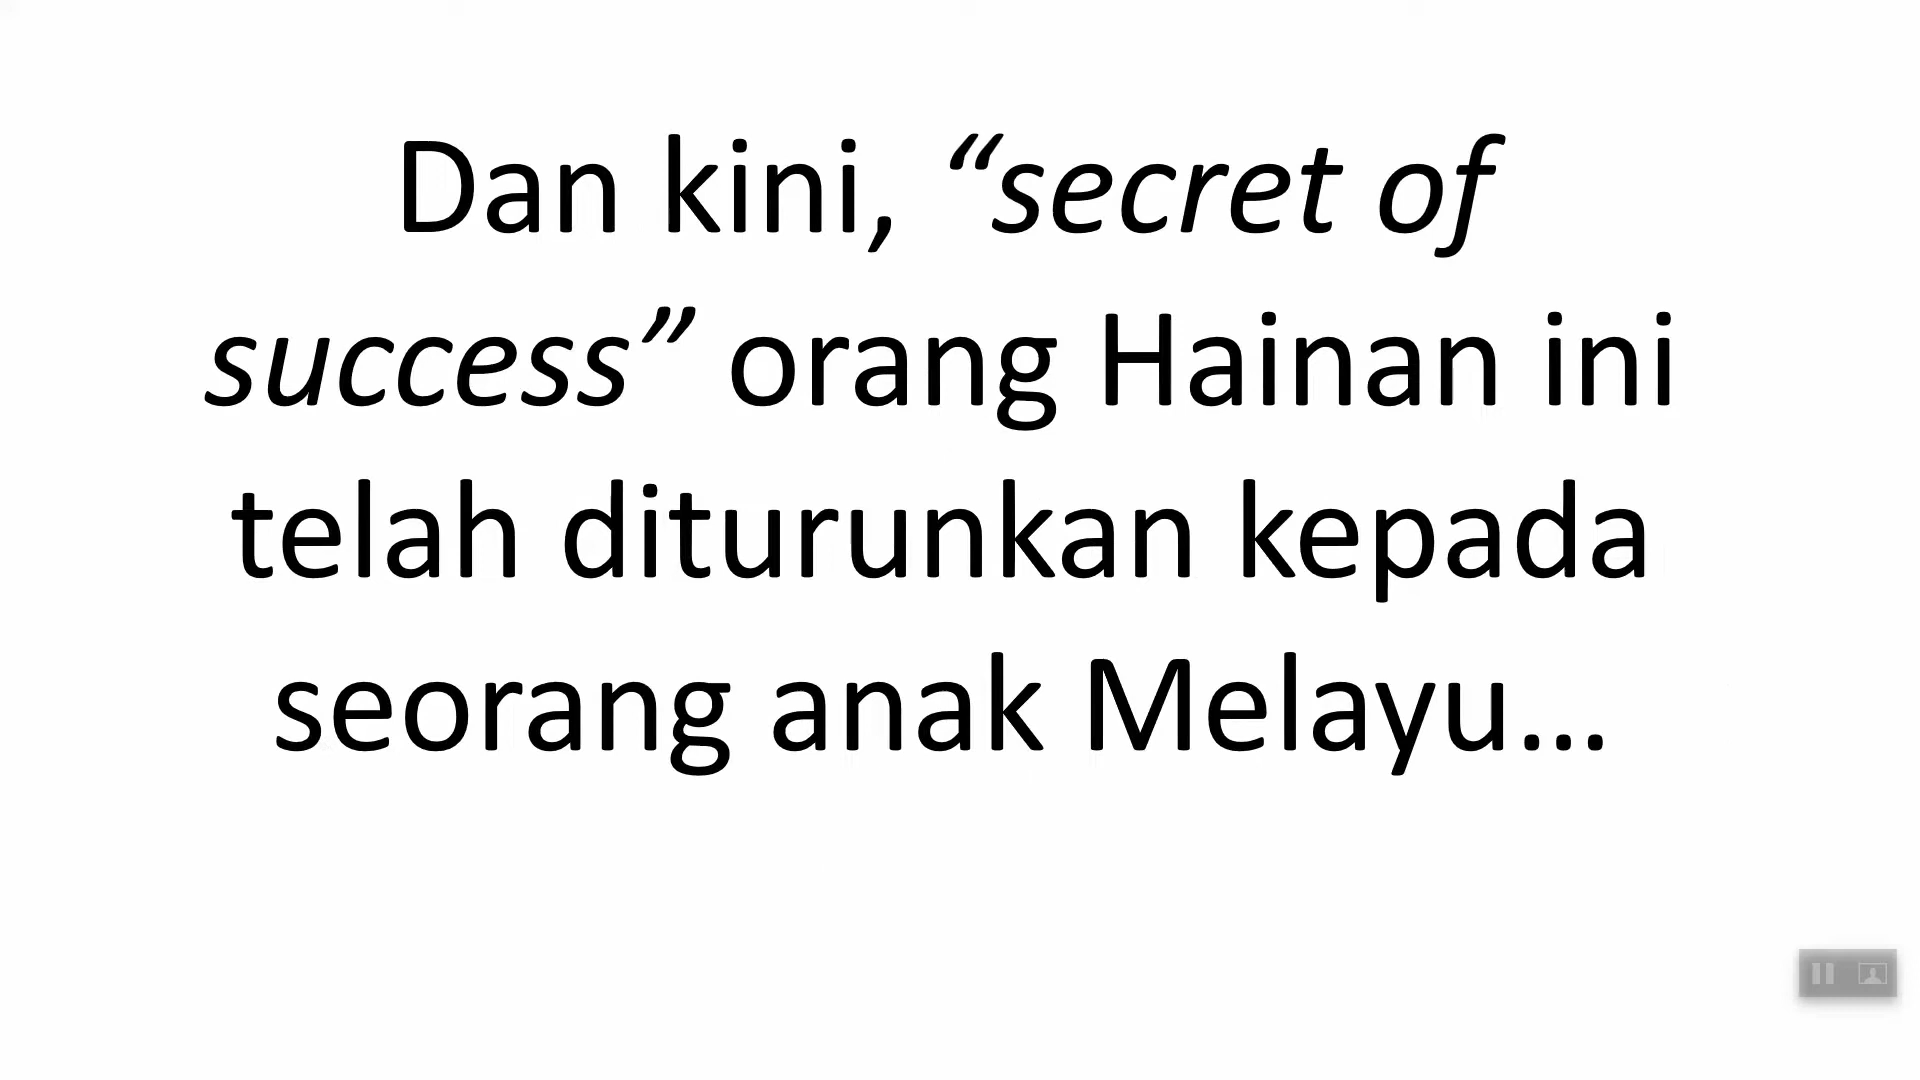 Dan kini, “secret of
success” orang Hainan ini
telah diturunkan kepada
seorang anak Melayu...